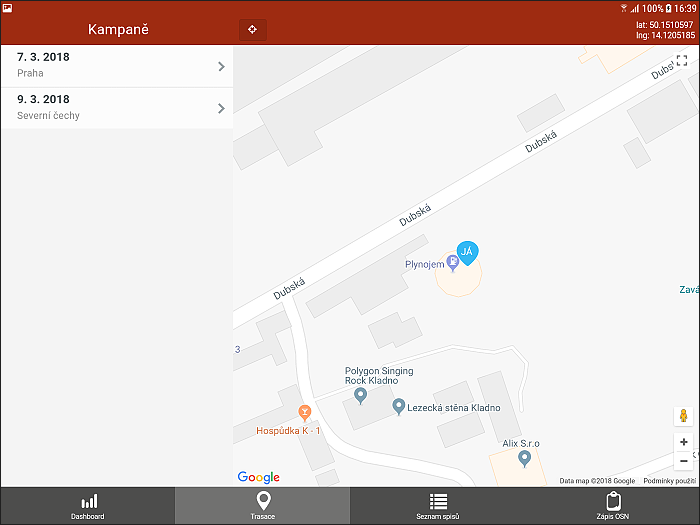 100% 16:39
Kampaně
lat: 50.1510597
lng: 14.1205185
7. 3. 2018
Praha
9. 3. 2018
Severní čechy
Dubská
Dubská
Dubská
JÁ
Plynojem
Dubská
Zavá
3
Polygon Singing
Rock Kladno
Lezecká stěna Kladno
Hospůdka K - 1
Alix S.r.o
+
−
Google
Data map ©2018 Google
Podmínky použití
Dashboard
Trasace
Seznam spisů
Zápis OSN